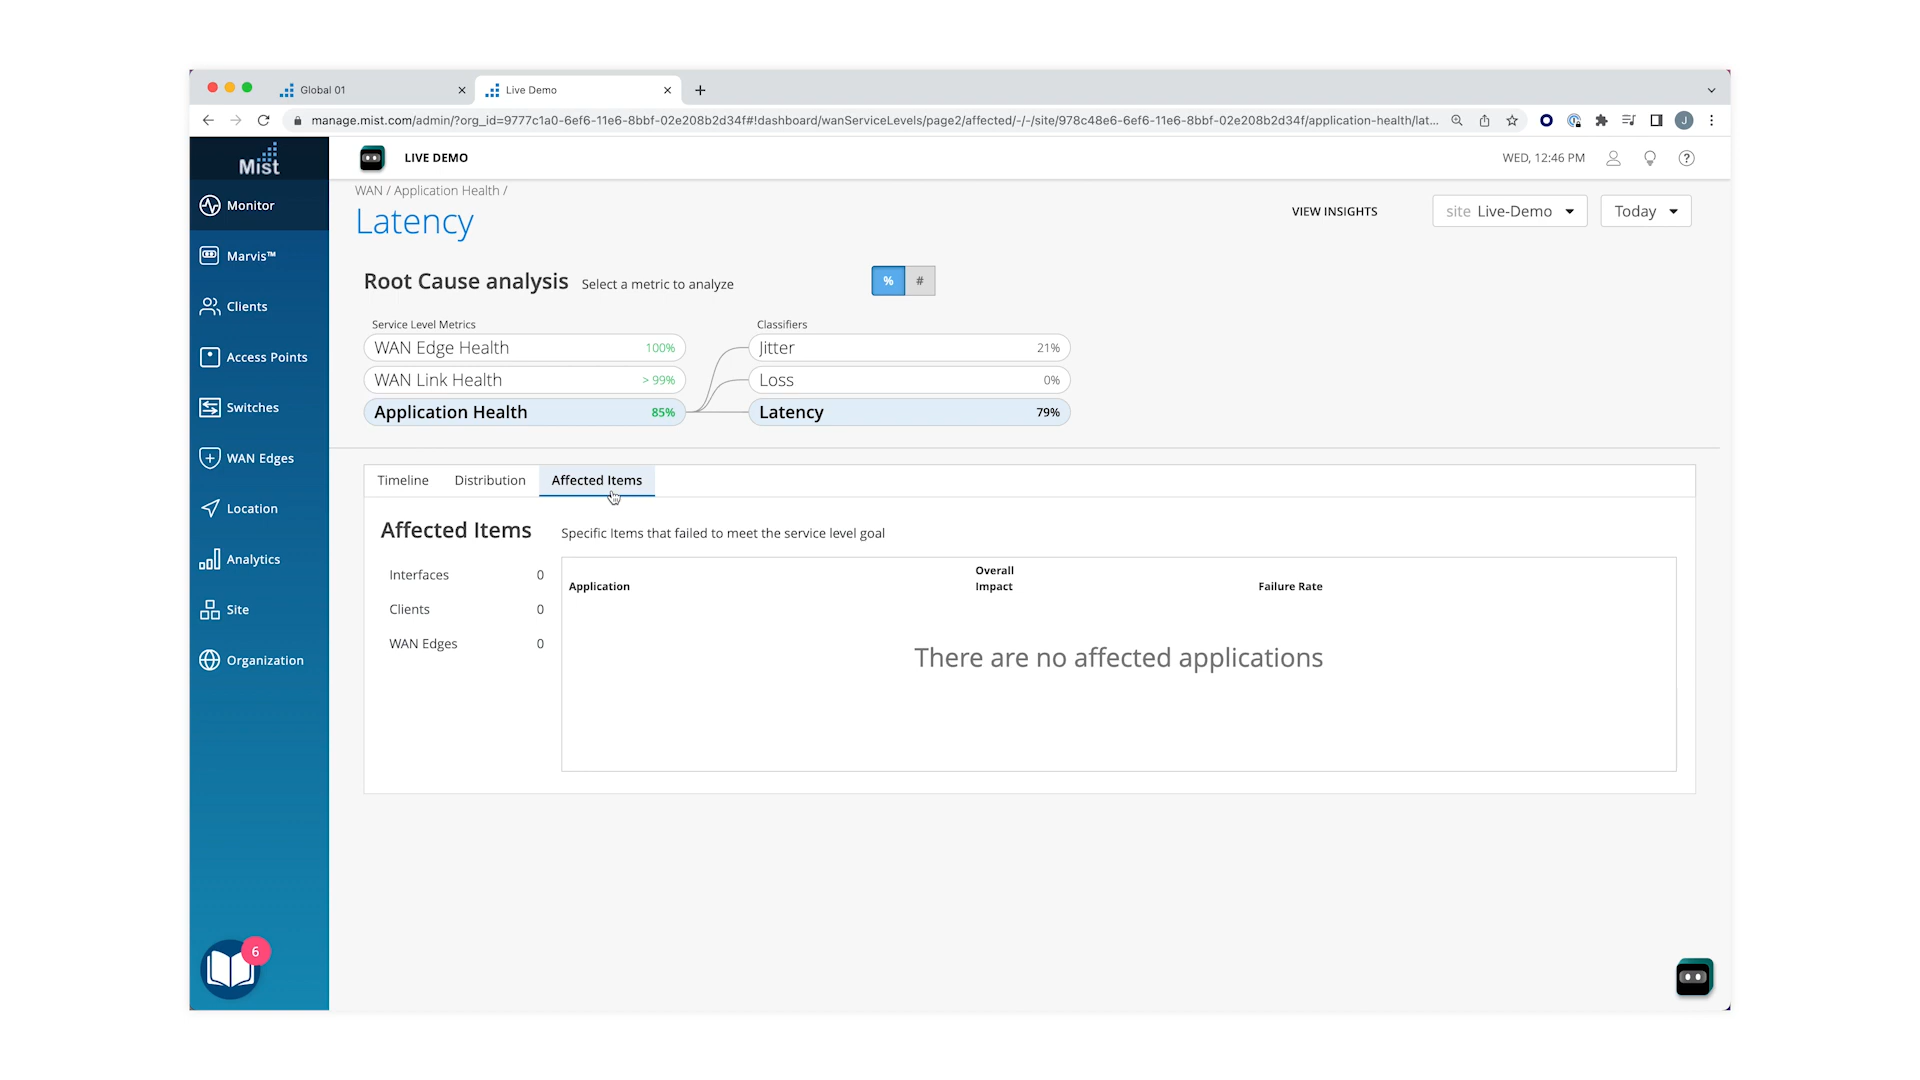 Global 01
Live Demo
manage.mist.com/admin/?org_id=9777c1a0-6ef6-11e6-8bbf-02e208b2d34f#!dashboard/wanServiceLevels/page2/affected/-/-/site/978c48e6-6ef6-11e6-8bbf-02e208b2d34f/application-health/lat...
J
Mist
LIVE DEMO
WED, 12:46 PM
?
Monitor
Marvis™
Clients
Access Points
Switches
WAN Edges
Location
Analytics
Site
Organization
6
WAN / Application Health /
Latency
VIEW INSIGHTS
site Live-Demo
Today
Root Cause analysis Select a metric to analyze
% #
Service Level Metrics
WAN Edge Health 100%
WAN Link Health > 99%
Application Health 85%
Classifiers
Jitter 21%
Loss 0%
Latency 79%
Timeline Distribution Affected Items
Affected Items Specific Items that failed to meet the service level goal
Interfaces 0
Clients 0
WAN Edges 0
Application
Overall
Impact
Failure Rate
There are no affected applications